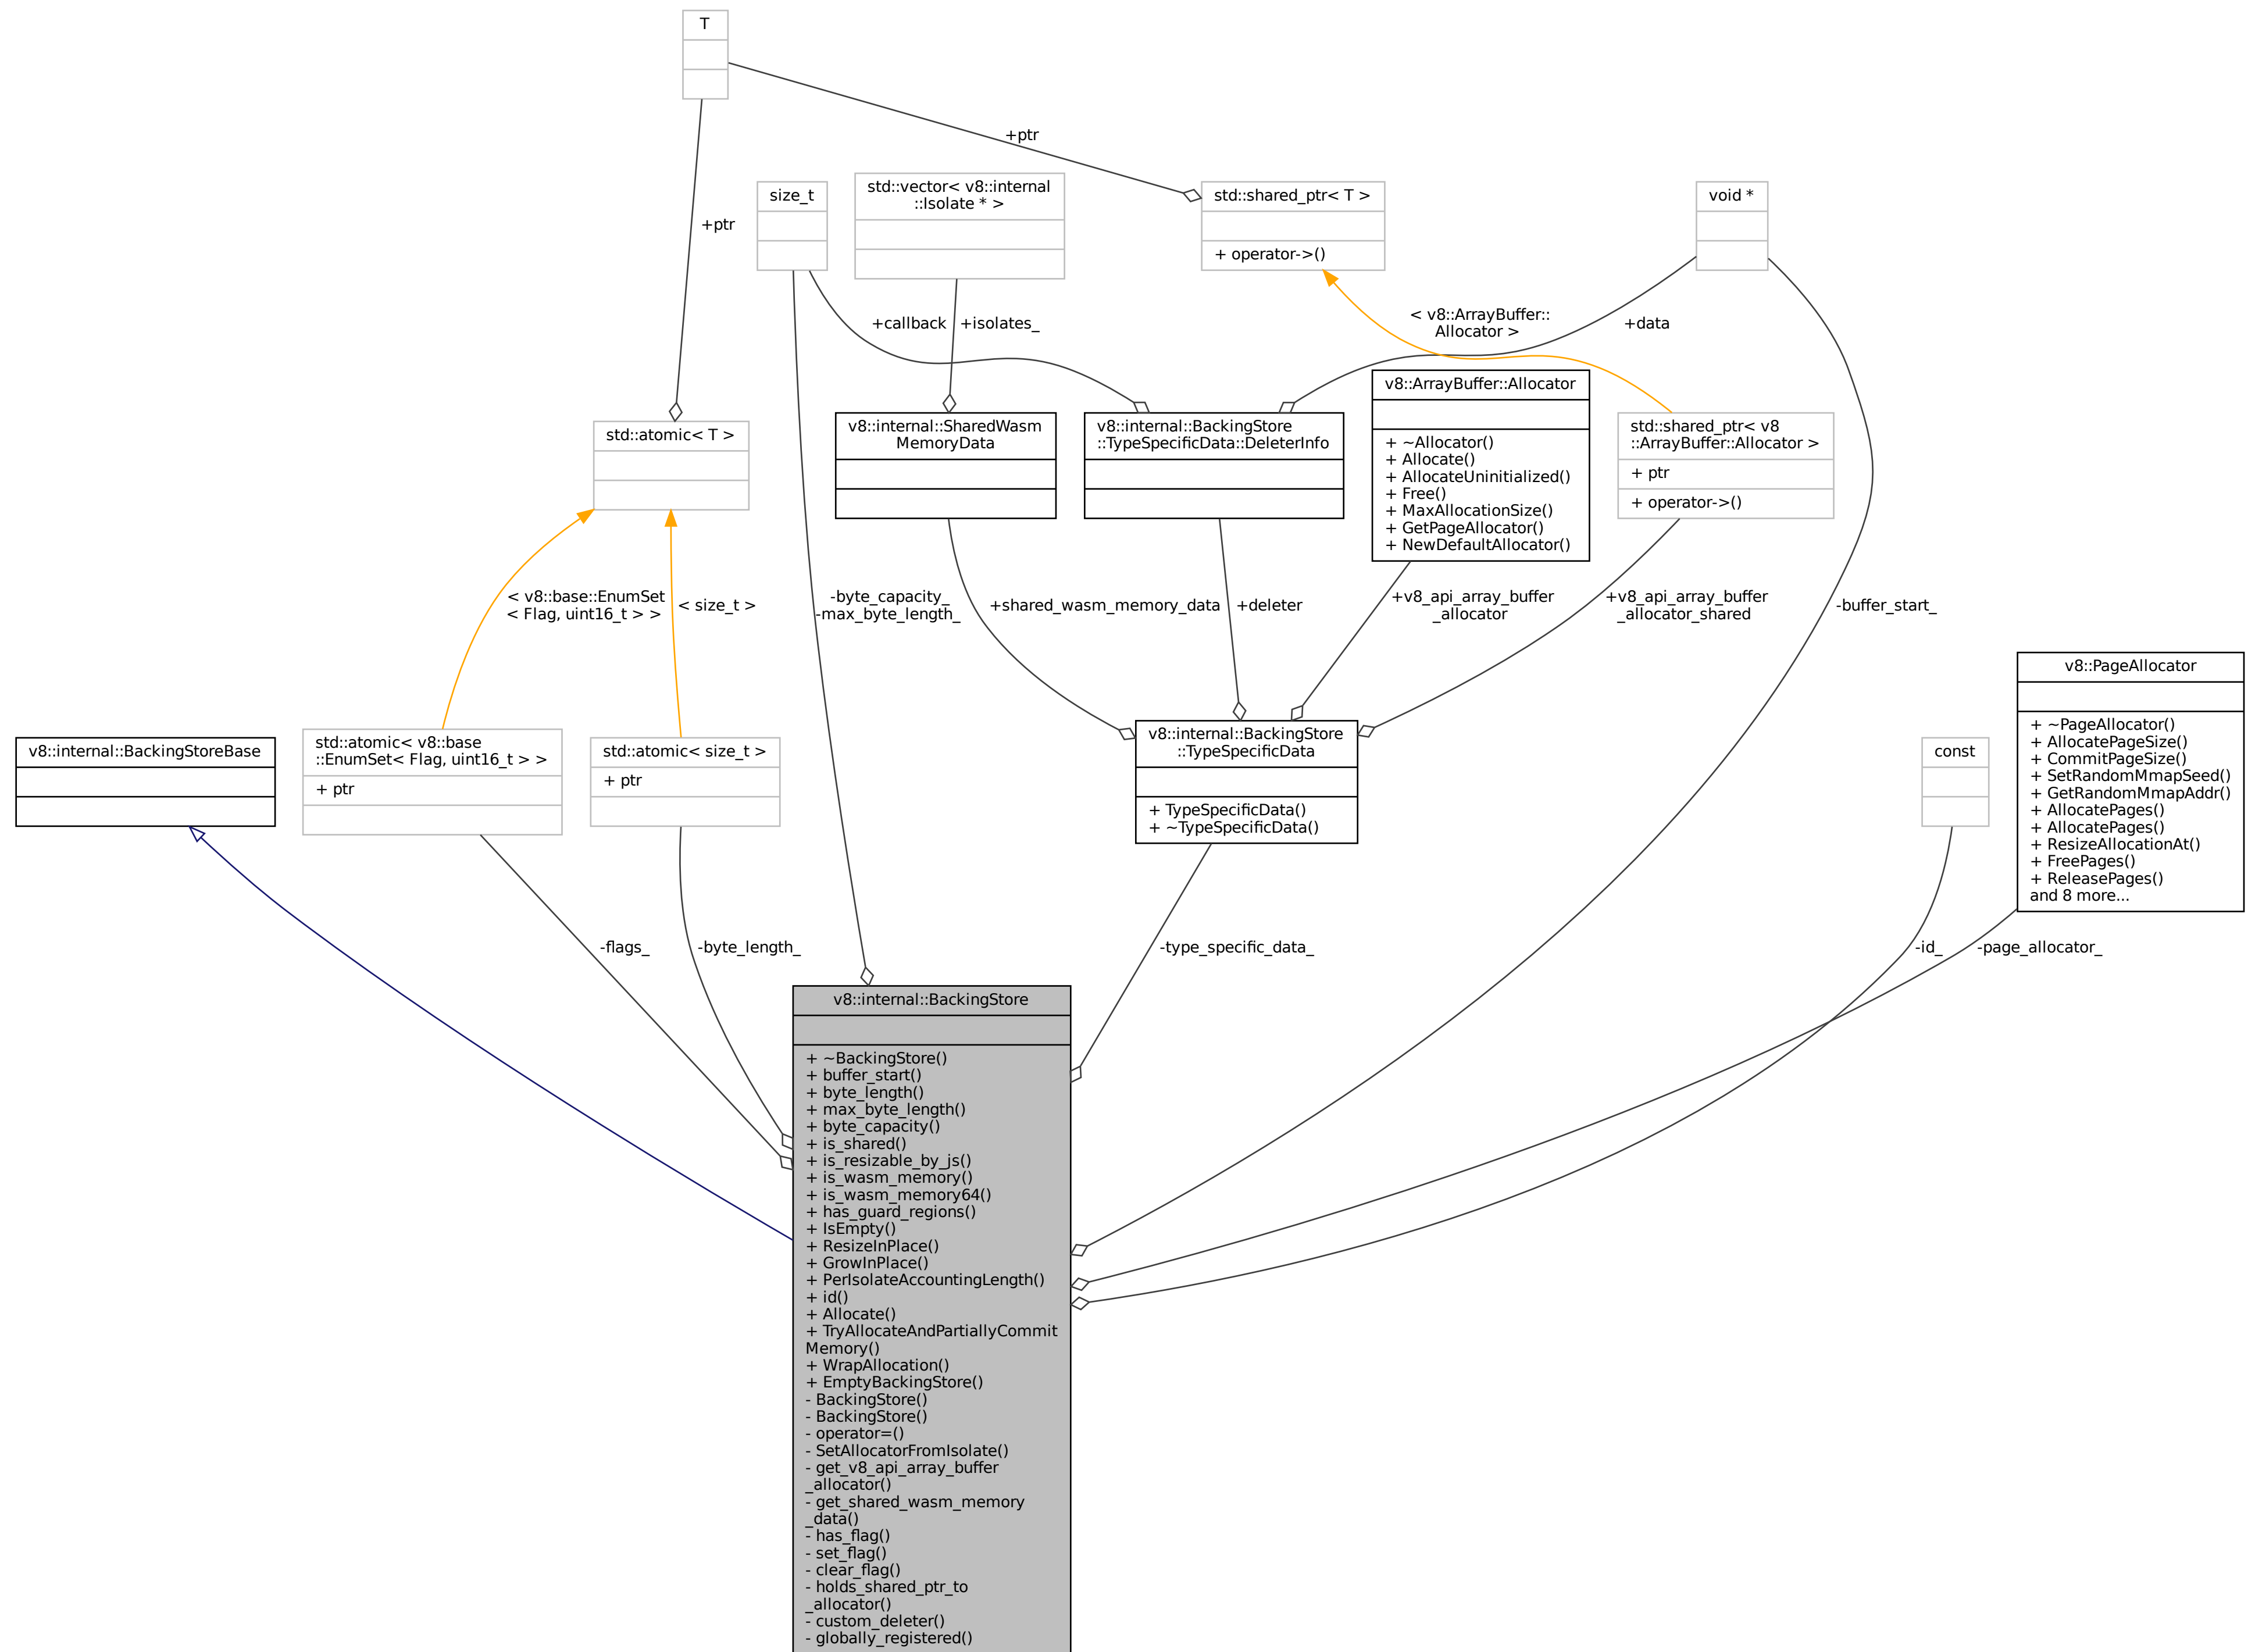 T
+ptr
size_t
std::vector< v8::internal
::Isolate * >
std::shared_ptr< T >
+ operator->()
void *
+ptr
+callback
+isolates_
< v8::ArrayBuffer::
Allocator >
+data
std::atomic< T >
v8::internal::SharedWasm
MemoryData
v8::internal::BackingStore
::TypeSpecificData::DeleterInfo
v8::ArrayBuffer::Allocator
+ ~Allocator()
+ Allocate()
+ AllocateUninitialized()
+ Free()
+ MaxAllocationSize()
+ GetPageAllocator()
+ NewDefaultAllocator()
std::shared_ptr< v8
::ArrayBuffer::Allocator >
+ ptr
+ operator->()
< v8::base::EnumSet
< Flag, uint16_t > >
< size_t >
-byte_capacity_
-max_byte_length_
+shared_wasm_memory_data
+deleter
+v8_api_array_buffer
_allocator
+v8_api_array_buffer
_allocator_shared
-buffer_start_
v8::internal::BackingStoreBase
std::atomic< v8::base
::EnumSet< Flag, uint16_t > >
+ ptr
std::atomic< size_t >
+ ptr
v8::internal::BackingStore
::TypeSpecificData
+ TypeSpecificData()
+ ~TypeSpecificData()
const
v8::PageAllocator
+ ~PageAllocator()
+ AllocatePageSize()
+ CommitPageSize()
+ SetRandomMmapSeed()
+ GetRandomMmapAddr()
+ AllocatePages()
+ AllocatePages()
+ ResizeAllocationAt()
+ FreePages()
+ ReleasePages()
and 8 more...
-flags_
-byte_length_
-type_specific_data_
-id_
-page_allocator_
v8::internal::BackingStore
+ ~BackingStore()
+ buffer_start()
+ byte_length()
+ max_byte_length()
+ byte_capacity()
+ is_shared()
+ is_resizable_by_js()
+ is_wasm_memory()
+ is_wasm_memory64()
+ has_guard_regions()
+ IsEmpty()
+ ResizeInPlace()
+ GrowInPlace()
+ PerIsolateAccountingLength()
+ id()
+ Allocate()
+ TryAllocateAndPartiallyCommit
Memory()
+ WrapAllocation()
+ EmptyBackingStore()
- BackingStore()
- BackingStore()
- operator=()
- SetAllocatorFromIsolate()
- get_v8_api_array_buffer
_allocator()
- get_shared_wasm_memory
_data()
- has_flag()
- set_flag()
- clear_flag()
- holds_shared_ptr_to
_allocator()
- custom_deleter()
- globally_registered()